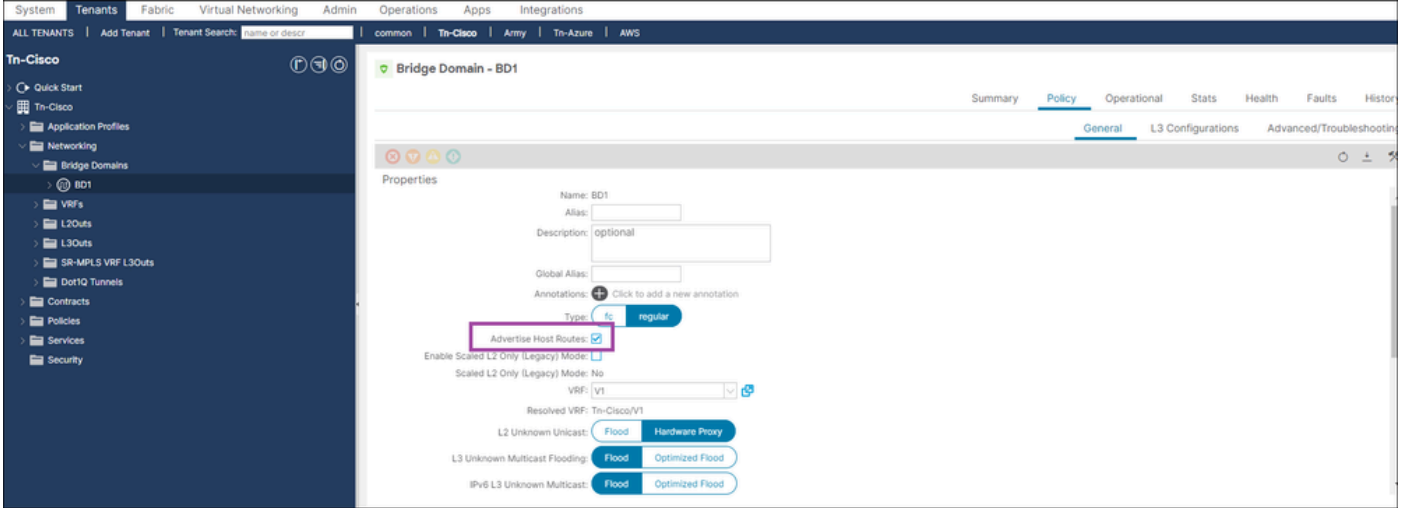 System Tenants Fabric Virtual Networking Admin Operations Apps Integrations
ALL TENANTS | Add Tenant | Tenant Search: name or descr | common | Tn-Cisco | Army | Tn-Azure | AWS
Tn-Cisco
Quick Start
Tn-Cisco
Application Profiles
Networking
Bridge Domains
BD1
VRFs
L2Outs
L3Outs
SR-MPLS VRF L3Outs
Dot1Q Tunnels
Contracts
Policies
Services
Security
Bridge Domain - BD1
Summary Policy Operational Stats Health Faults History
General L3 Configurations Advanced/Troubleshooting
Properties
Name: BD1
Alias:
Description: optional
Global Alias:
Annotations: Click to add a new annotation
Type: fc regular
Advertise Host Routes:
Enable Scaled L2 Only (Legacy) Mode:
Scaled L2 Only (Legacy) Mode: No
VRF: V1
Resolved VRF: Tn-Cisco/V1
L2 Unknown Unicast: Flood Hardware Proxy
L3 Unknown Multicast Flooding: Flood Optimized Flood
IPv6 L3 Unknown Multicast: Flood Optimized Flood